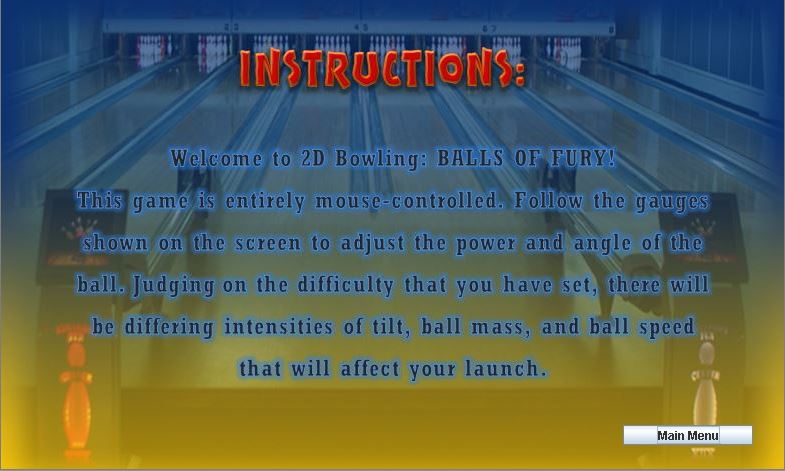 INSTRUCTIONS:
Welcome to 2D Bowling: BALLS OF FURY!
This game is entirely mouse-controlled. Follow the gauges
shown on the screen to adjust the power and angle of the
ball. Judging on the difficulty that you have set, there will
be differing intensities of tilt, ball mass, and ball speed
that will affect your launch.
Main Menu